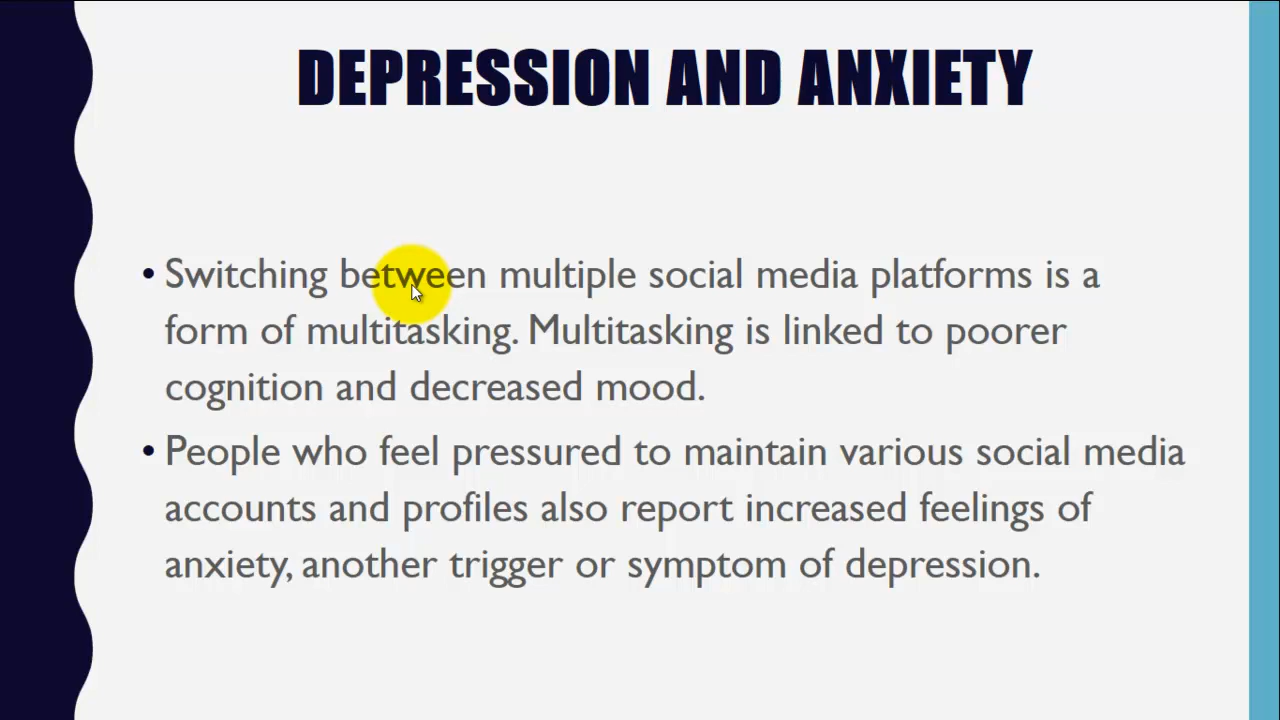 DEPRESSION AND ANXIETY
• Switching between multiple social media platforms is a
form of multitasking. Multitasking is linked to poorer
cognition and decreased mood.
• People who feel pressured to maintain various social media
accounts and profiles also report increased feelings of
anxiety, another trigger or symptom of depression.